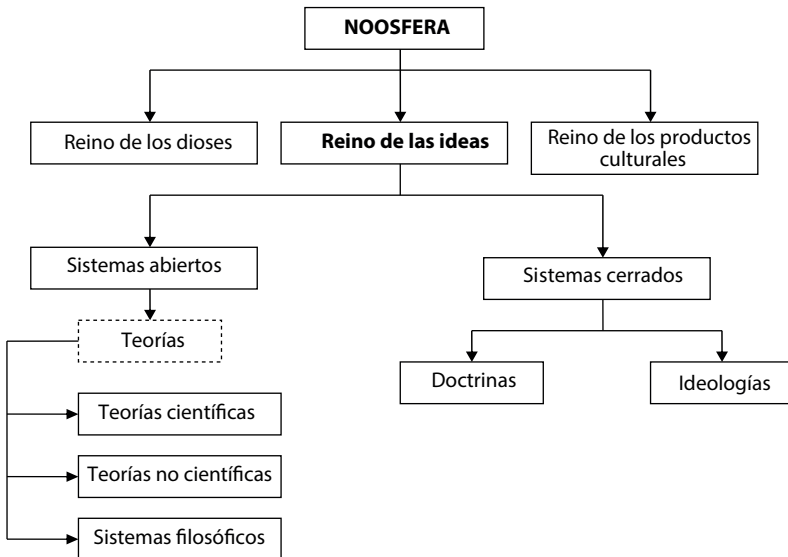 NOOSFERA
Reino de los dioses
Reino de las ideas
Reino de los productos
culturales
Sistemas abiertos
Sistemas cerrados
Teorías
Doctrinas
Ideologías
Teorías científicas
Teorías no científicas
Sistemas filosóficos